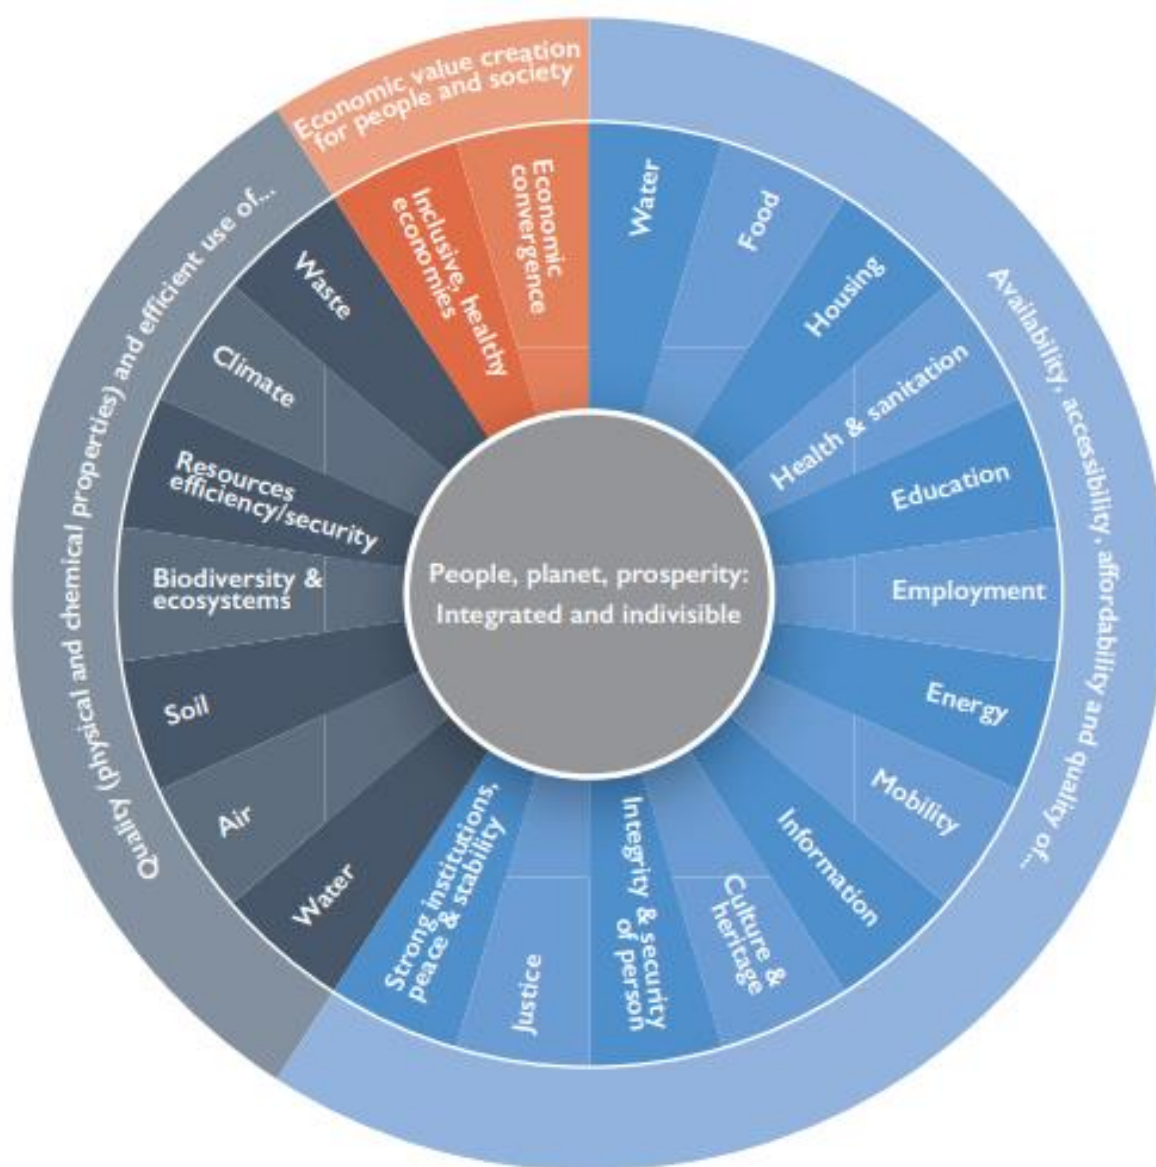 Economic value creation
for people and society
Availability, accessibility, affordability and quality of...
Quality (physical and chemical properties) and efficient use of...
Inclusive, healthy
economies
Economic
convergence
Water
Food
Housing
Health & sanitation
Education
Employment
Energy
Mobility
Information
Culture &
heritage
Integrity & security
of person
Justice
Strong institutions,
peace & stability
Water
Air
Soil
Biodiversity &
ecosystems
Resources
efficiency/security
Climate
Waste
People, planet, prosperity:
Integrated and indivisible